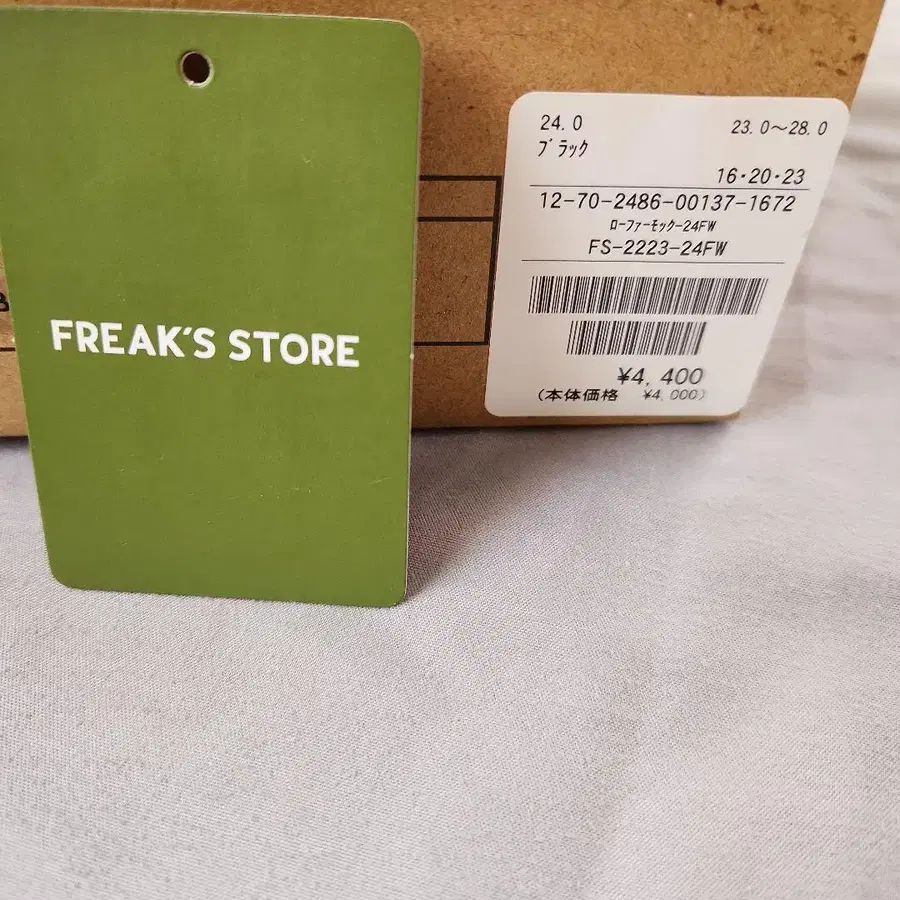 FREAK'S STORE
24.0
23.0～28.0
ﾌﾞﾗｯｸ
16･20･23
12-70-2486-00137-1672
ﾛｰﾌｧｰﾓｯｸ-24FW
FS-2223-24FW
¥4,400
(本体価格 ¥4,000)
B